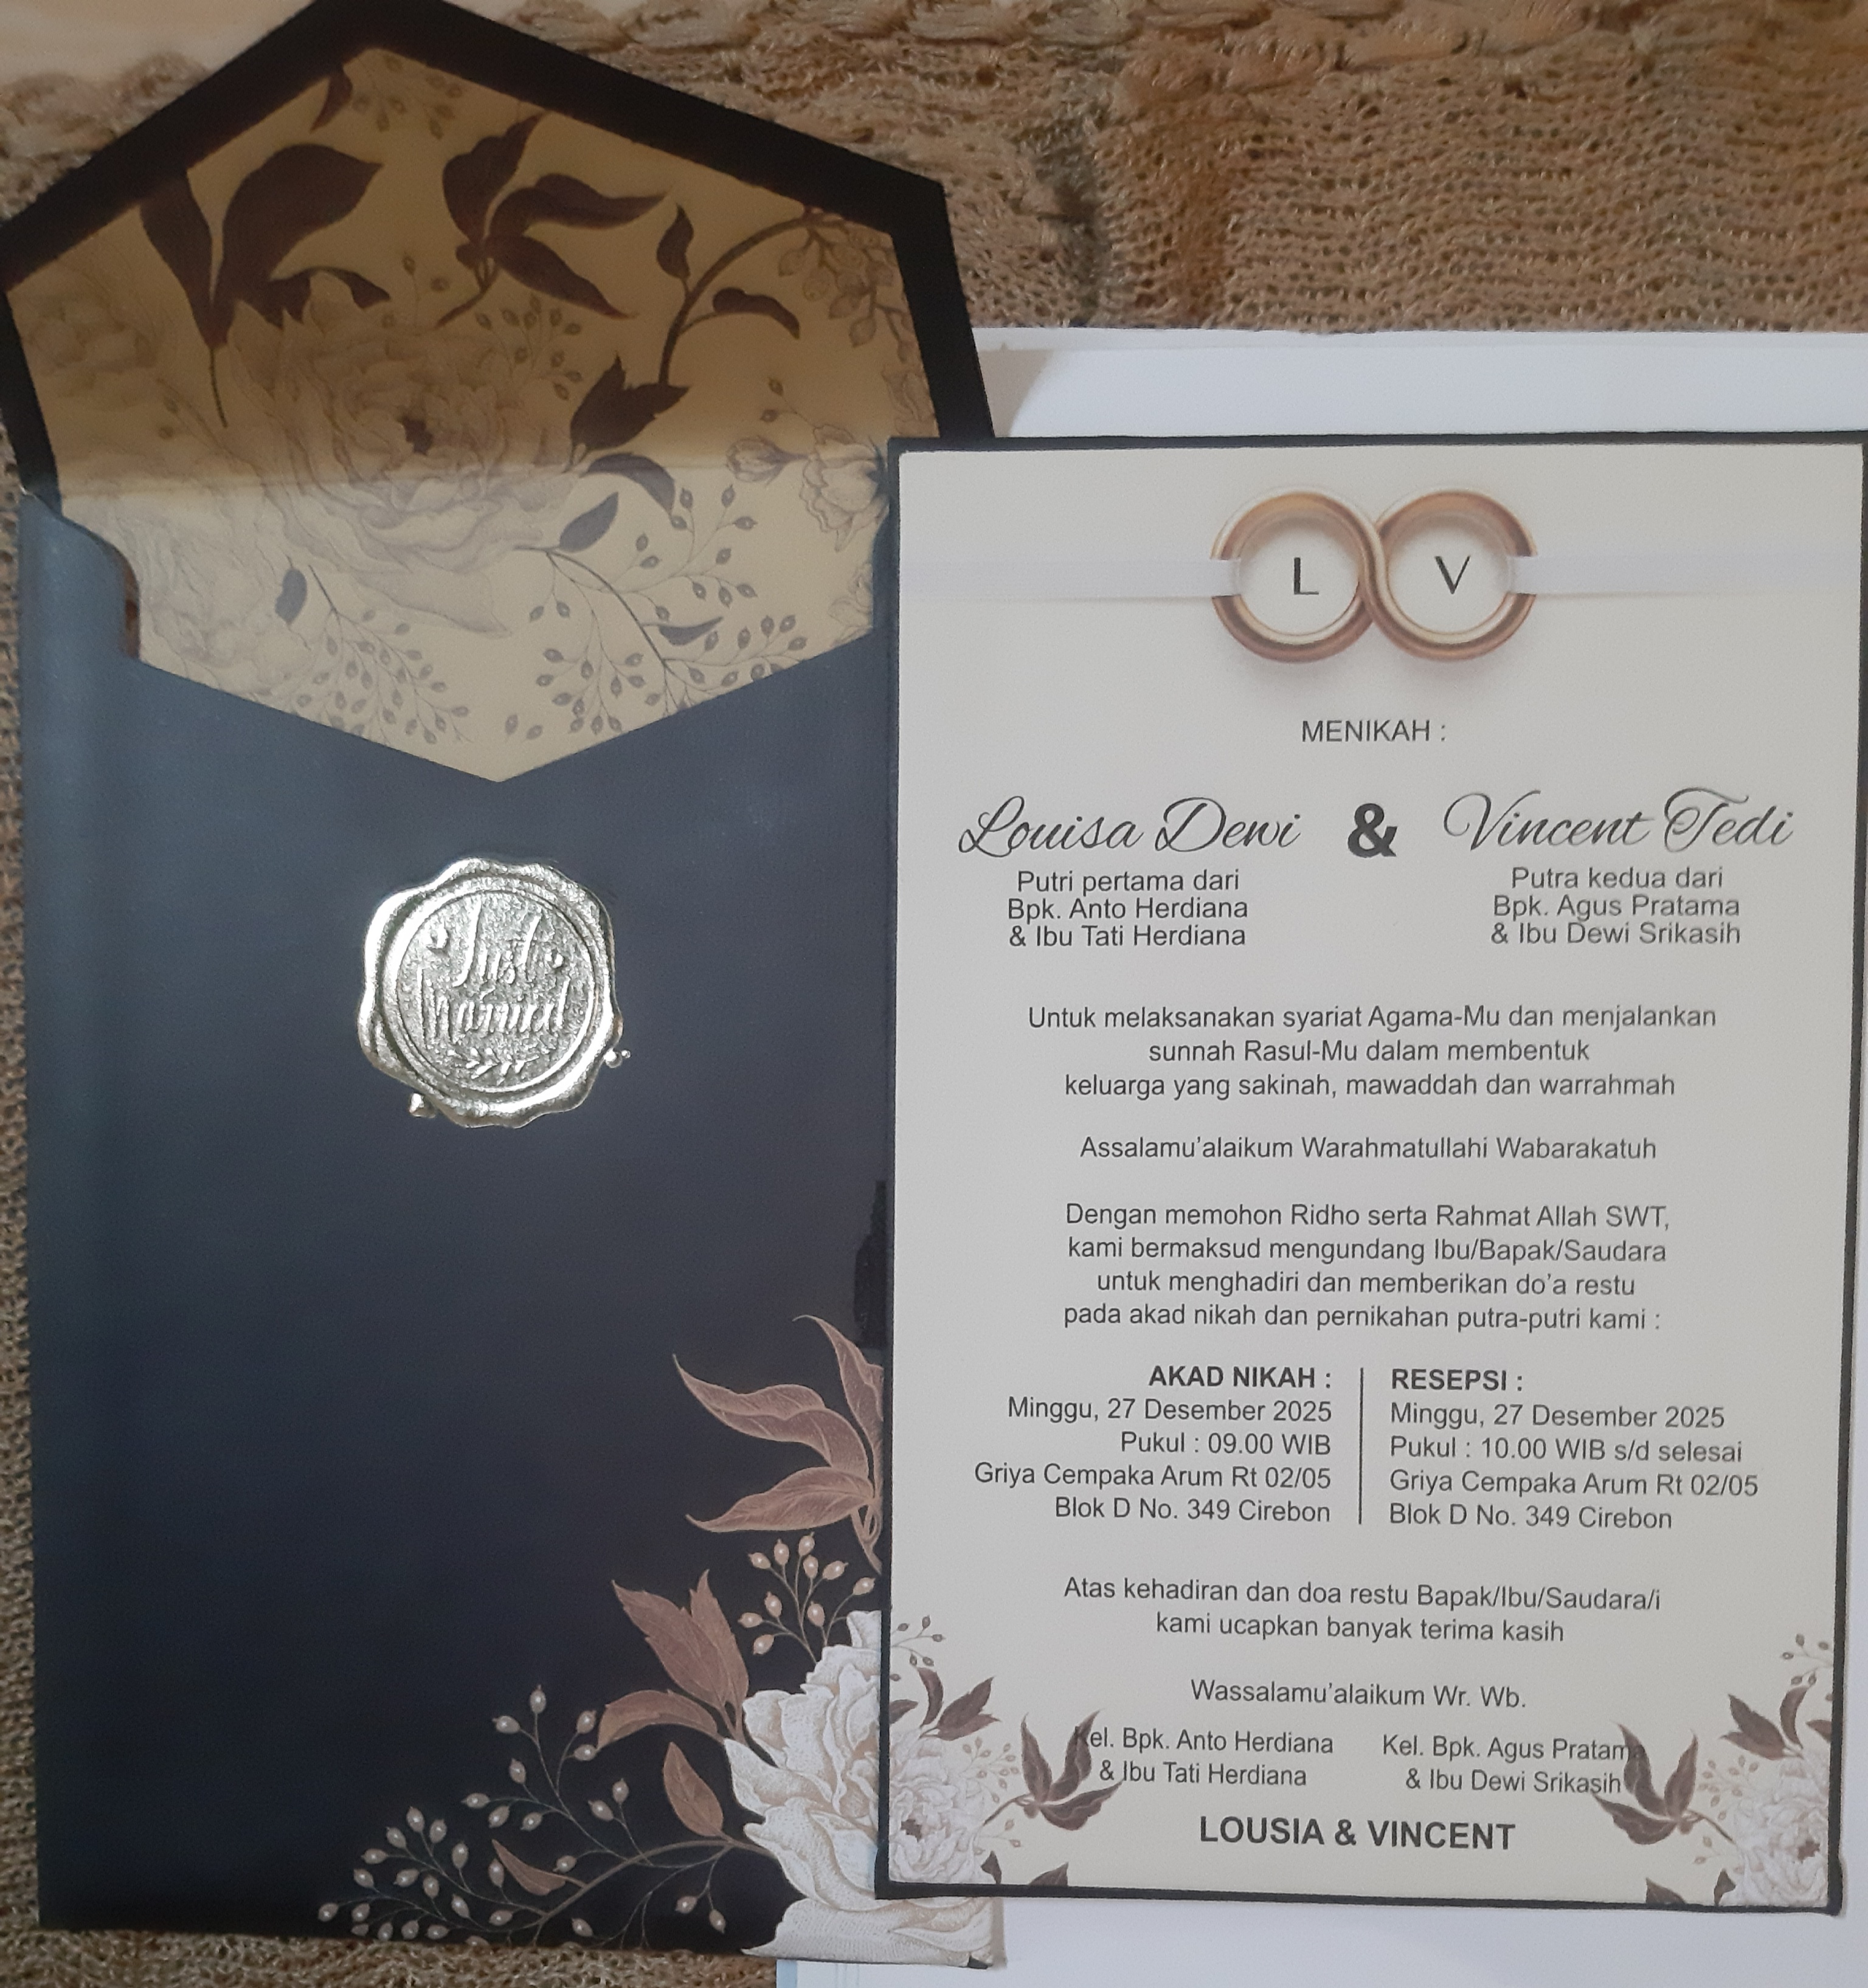 Just
Married
L V
MENIKAH :
Louisa Dewi & Vincent Tedi
Putri pertama dari
Bpk. Anto Herdiana
& Ibu Tati Herdiana
Putra kedua dari
Bpk. Agus Pratama
& Ibu Dewi Srikasih
Untuk melaksanakan syariat Agama-Mu dan menjalankan
sunnah Rasul-Mu dalam membentuk
keluarga yang sakinah, mawaddah dan warrahmah
Assalamu’alaikum Warahmatullahi Wabarakatuh
Dengan memohon Ridho serta Rahmat Allah SWT,
kami bermaksud mengundang Ibu/Bapak/Saudara
untuk menghadiri dan memberikan do’a restu
pada akad nikah dan pernikahan putra-putri kami :
AKAD NIKAH :
Minggu, 27 Desember 2025
Pukul : 09.00 WIB
Griya Cempaka Arum Rt 02/05
Blok D No. 349 Cirebon
RESEPSI :
Minggu, 27 Desember 2025
Pukul : 10.00 WIB s/d selesai
Griya Cempaka Arum Rt 02/05
Blok D No. 349 Cirebon
Atas kehadiran dan doa restu Bapak/Ibu/Saudara/i
kami ucapkan banyak terima kasih
Wassalamu’alaikum Wr. Wb.
Kel. Bpk. Anto Herdiana
& Ibu Tati Herdiana
Kel. Bpk. Agus Pratama
& Ibu Dewi Srikasih
LOUSIA & VINCENT